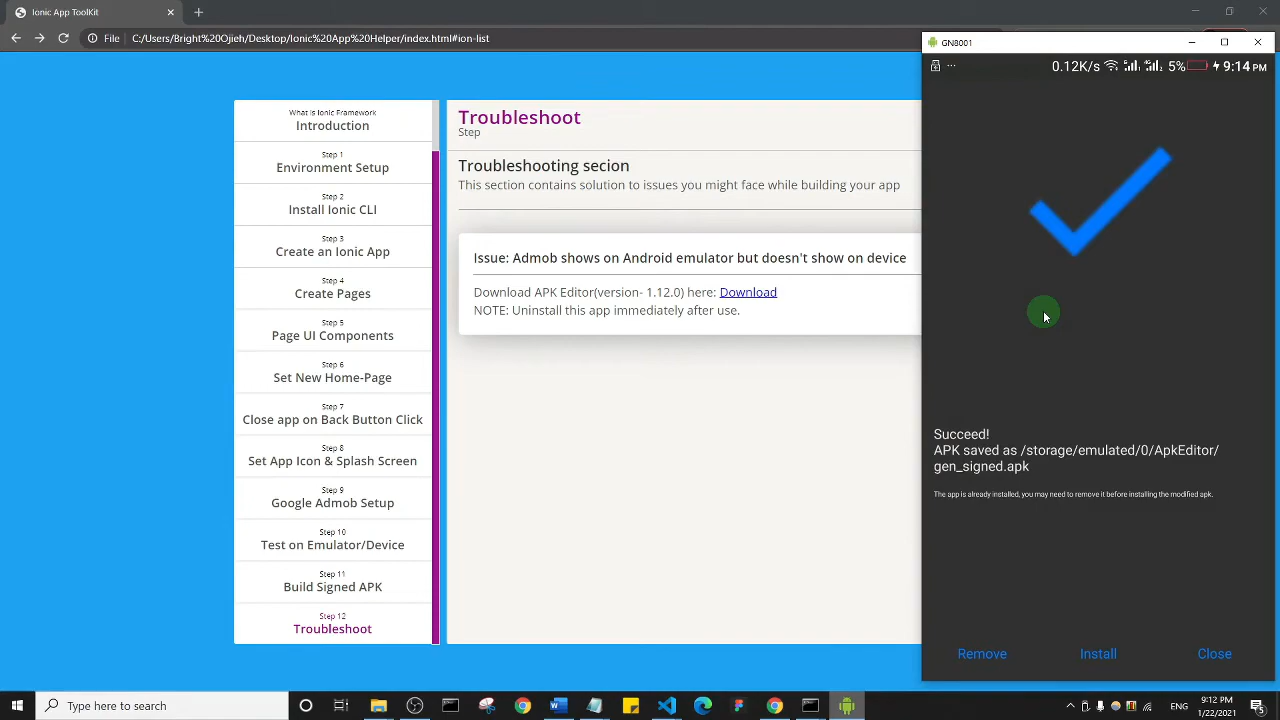 Ionic App ToolKit
File
C:/Users/Bright%20Ojieh/Desktop/Ionic%20App%20Helper/index.html#ion-list
What is Ionic Framework
Introduction
Step 1
Environment Setup
Step 2
Install Ionic CLI
Step 3
Create an Ionic App
Step 4
Create Pages
Step 5
Page UI Components
Step 6
Set New Home-Page
Step 7
Close app on Back Button Click
Step 8
Set App Icon & Splash Screen
Step 9
Google Admob Setup
Step 10
Test on Emulator/Device
Step 11
Build Signed APK
Step 12
Troubleshoot
Troubleshoot
Step
Troubleshooting secion
This section contains solution to issues you might face while building your app
Issue: Admob shows on Android emulator but doesn't show on device
Download APK Editor(version- 1.12.0) here: Download
NOTE: Uninstall this app immediately after use.
GN8001
0.12K/s 5% 9:14 PM
Succeed!
APK saved as /storage/emulated/0/ApkEditor/
gen_signed.apk
The app is already installed, you may need to remove it before installing the modified apk.
Remove Install Close
Type here to search
ENG
9:12 PM
1/22/2021